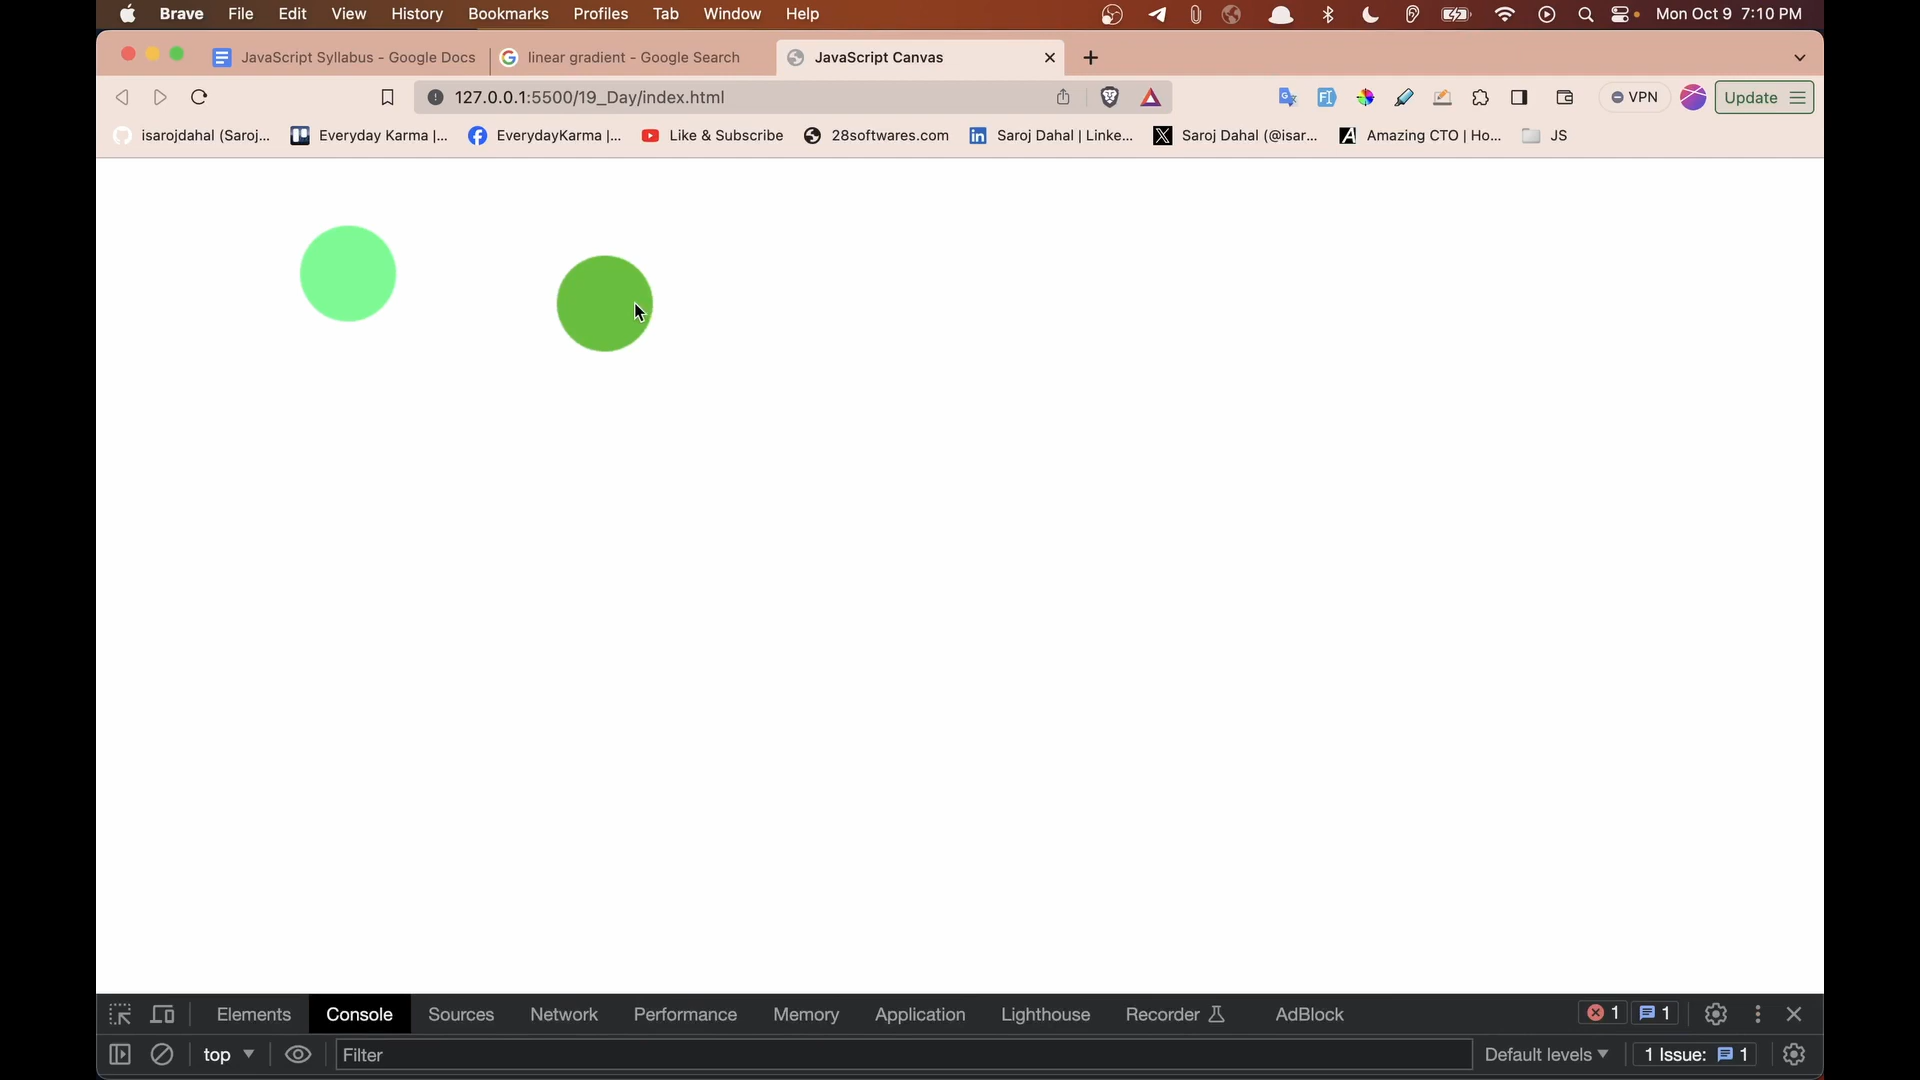 Brave File Edit View History Bookmarks Profiles Tab Window Help Mon Oct 9 7:10 PM
JavaScript Syllabus - Google Docs linear gradient - Google Search JavaScript Canvas
127.0.0.1:5500/19_Day/index.html VPN Update
isarojdahal (Saroj... Everyday Karma |... EverydayKarma |... Like & Subscribe 28softwares.com Saroj Dahal | Linke... Saroj Dahal (@isar... Amazing CTO | Ho... JS
Elements Console Sources Network Performance Memory Application Lighthouse Recorder AdBlock 1 1
top Filter Default levels 1 Issue: 1